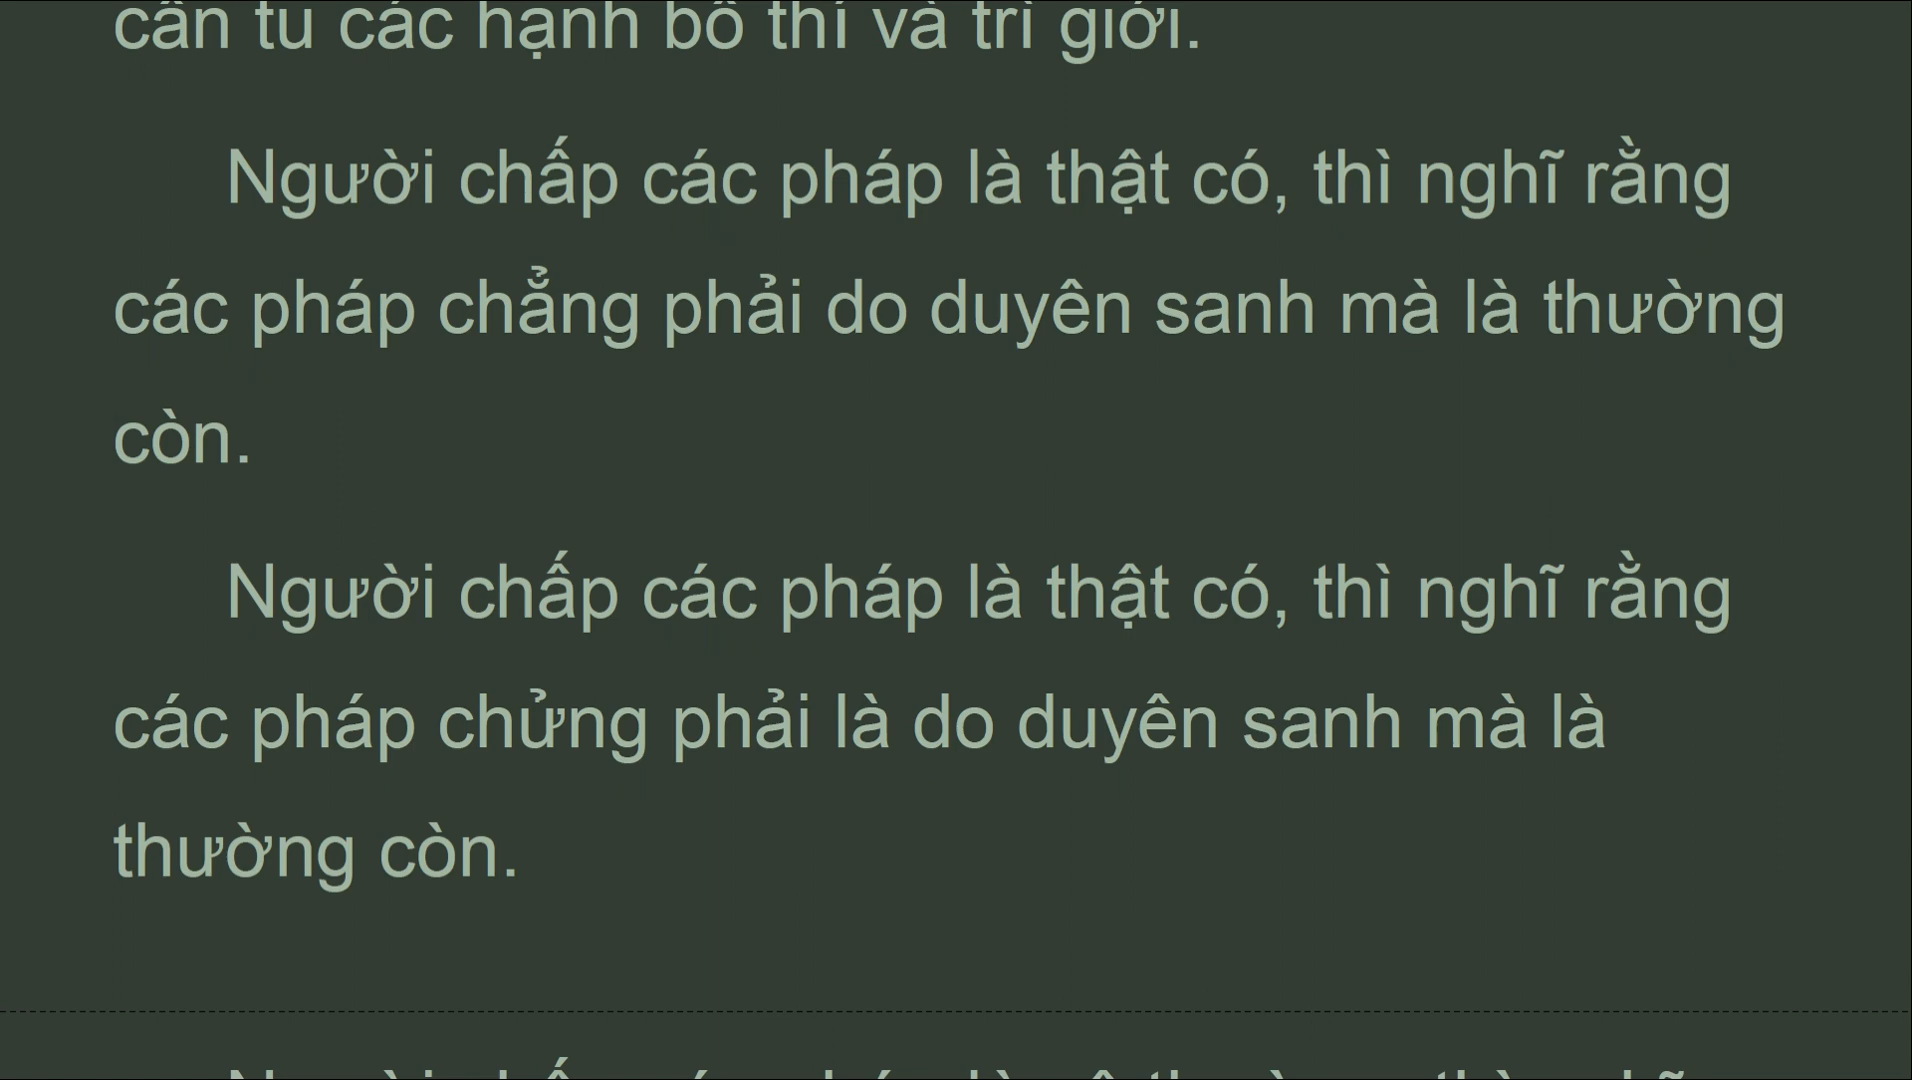 cần tu các hạnh bố thí và trì giới.
Người chấp các pháp là thật có, thì nghĩ rằng
các pháp chẳng phải do duyên sanh mà là thường
còn.
Người chấp các pháp là thật có, thì nghĩ rằng
các pháp chửng phải là do duyên sanh mà là
thường còn.